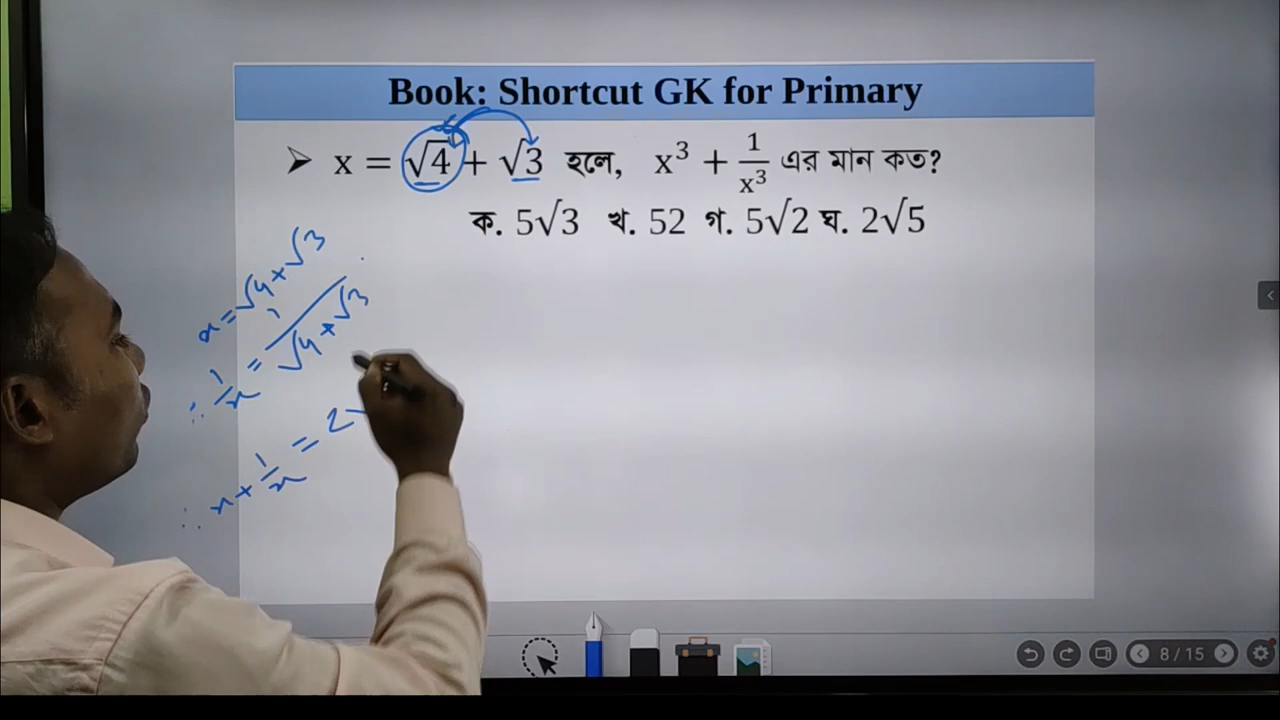 Book: Shortcut GK for Primary
➤ x = √4 + √3 হলে, x³ + 1/x³ এর মান কত?
ক. 5√3 খ. 52 গ. 5√2 ঘ. 2√5
x = √4 + √3
∴ 1/x = 1/(√4 + √3)
∴ x + 1/x = 2√
8 / 15